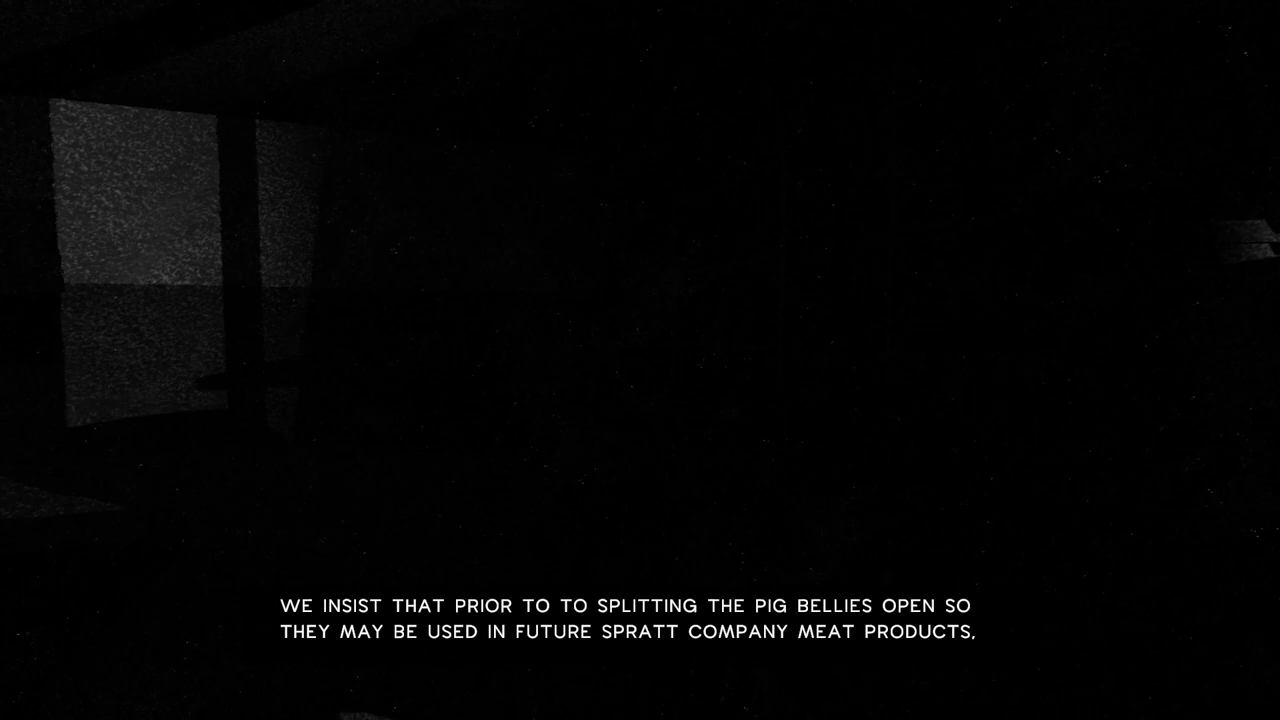 WE INSIST THAT PRIOR TO TO SPLITTING THE PIG BELLIES OPEN SO
THEY MAY BE USED IN FUTURE SPRATT COMPANY MEAT PRODUCTS,